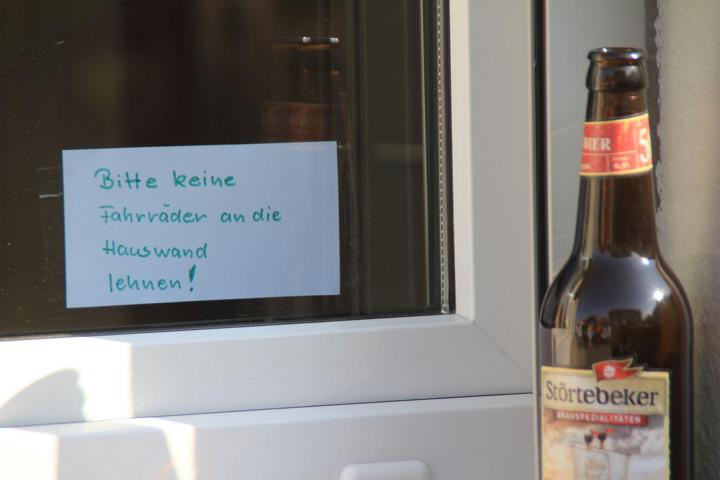 Bitte keine
Fahrräder an die
Hauswand
lehnen!
BIER
Störtebeker
BRAUSPEZIALITÄTEN